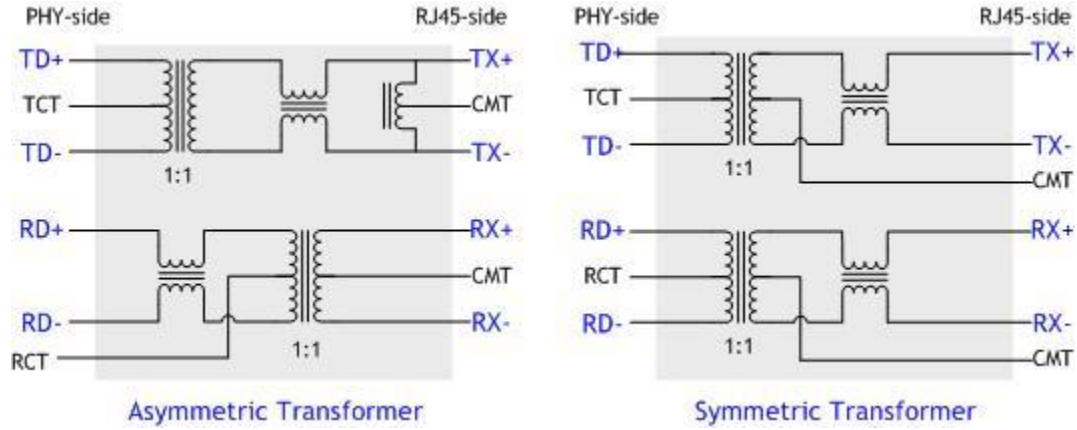 PHY-side RJ45-side
TD+ TX+
TCT CMT
TD- TX-
1:1
RD+ RX+
CMT
RD- RX-
1:1
RCT
Asymmetric Transformer
PHY-side RJ45-side
TD+ TX+
TCT
TD- TX-
1:1
CMT
RD+ RX+
RCT
RD- RX-
1:1
CMT
Symmetric Transformer